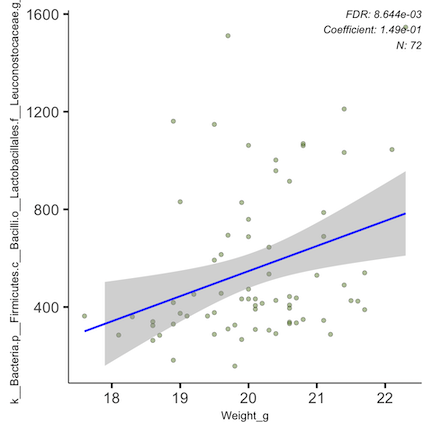 FDR: 8.644e-03
Coefficient: 1.49e-01
N: 72
k__Bacteria.p__Firmicutes.c__Bacilli.o__Lactobacillales.f__Leuconostocaceae.g_
1600
1200
800
400
18 19 20 21 22
Weight_g